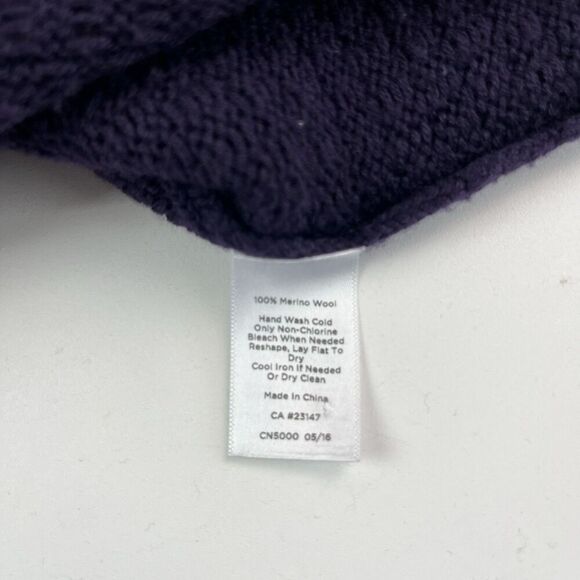 100% Merino Wool
Hand Wash Cold
Only Non-Chlorine
Bleach When Needed
Reshape, Lay Flat To
Dry
Cool Iron If Needed
Or Dry Clean
Made In China
CA #23147
CN5000 05/16